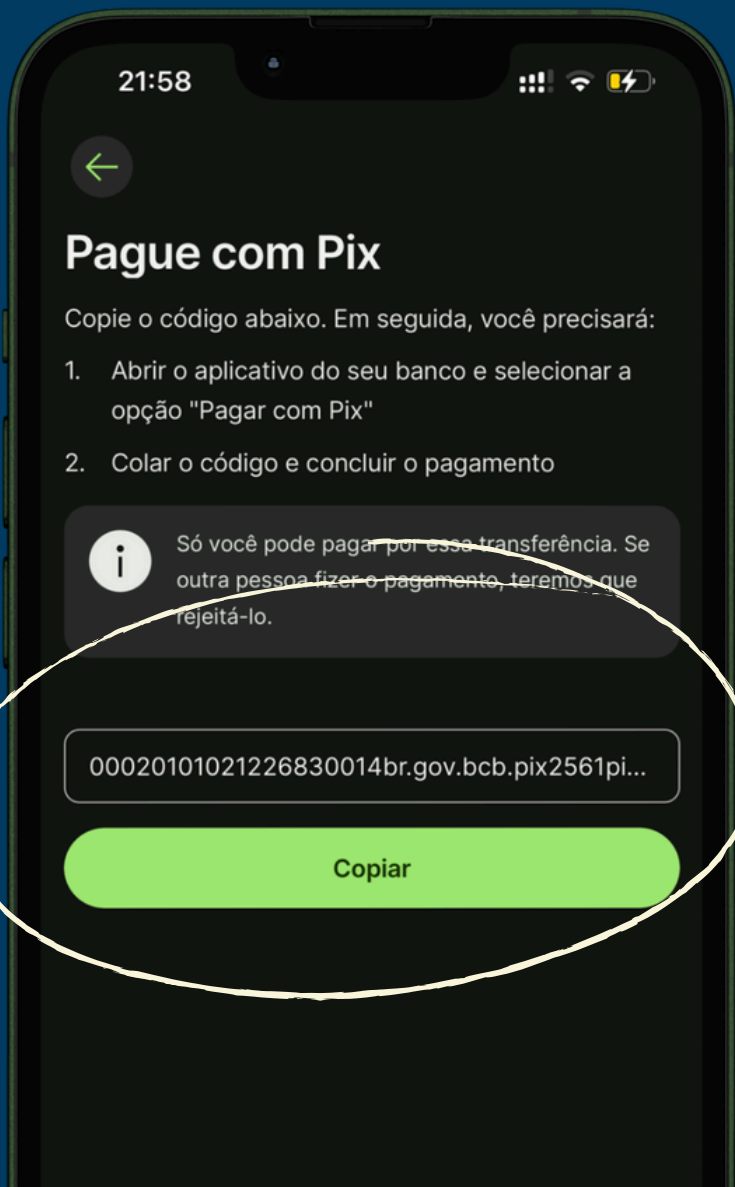 21:58
Pague com Pix
Copie o código abaixo. Em seguida, você precisará:
1. Abrir o aplicativo do seu banco e selecionar a
opção "Pagar com Pix"
2. Colar o código e concluir o pagamento
Só você pode pagar por essa transferência. Se
outra pessoa fizer o pagamento, teremos que
rejeitá-lo.
00020101021226830014br.gov.bcb.pix2561pi...
Copiar